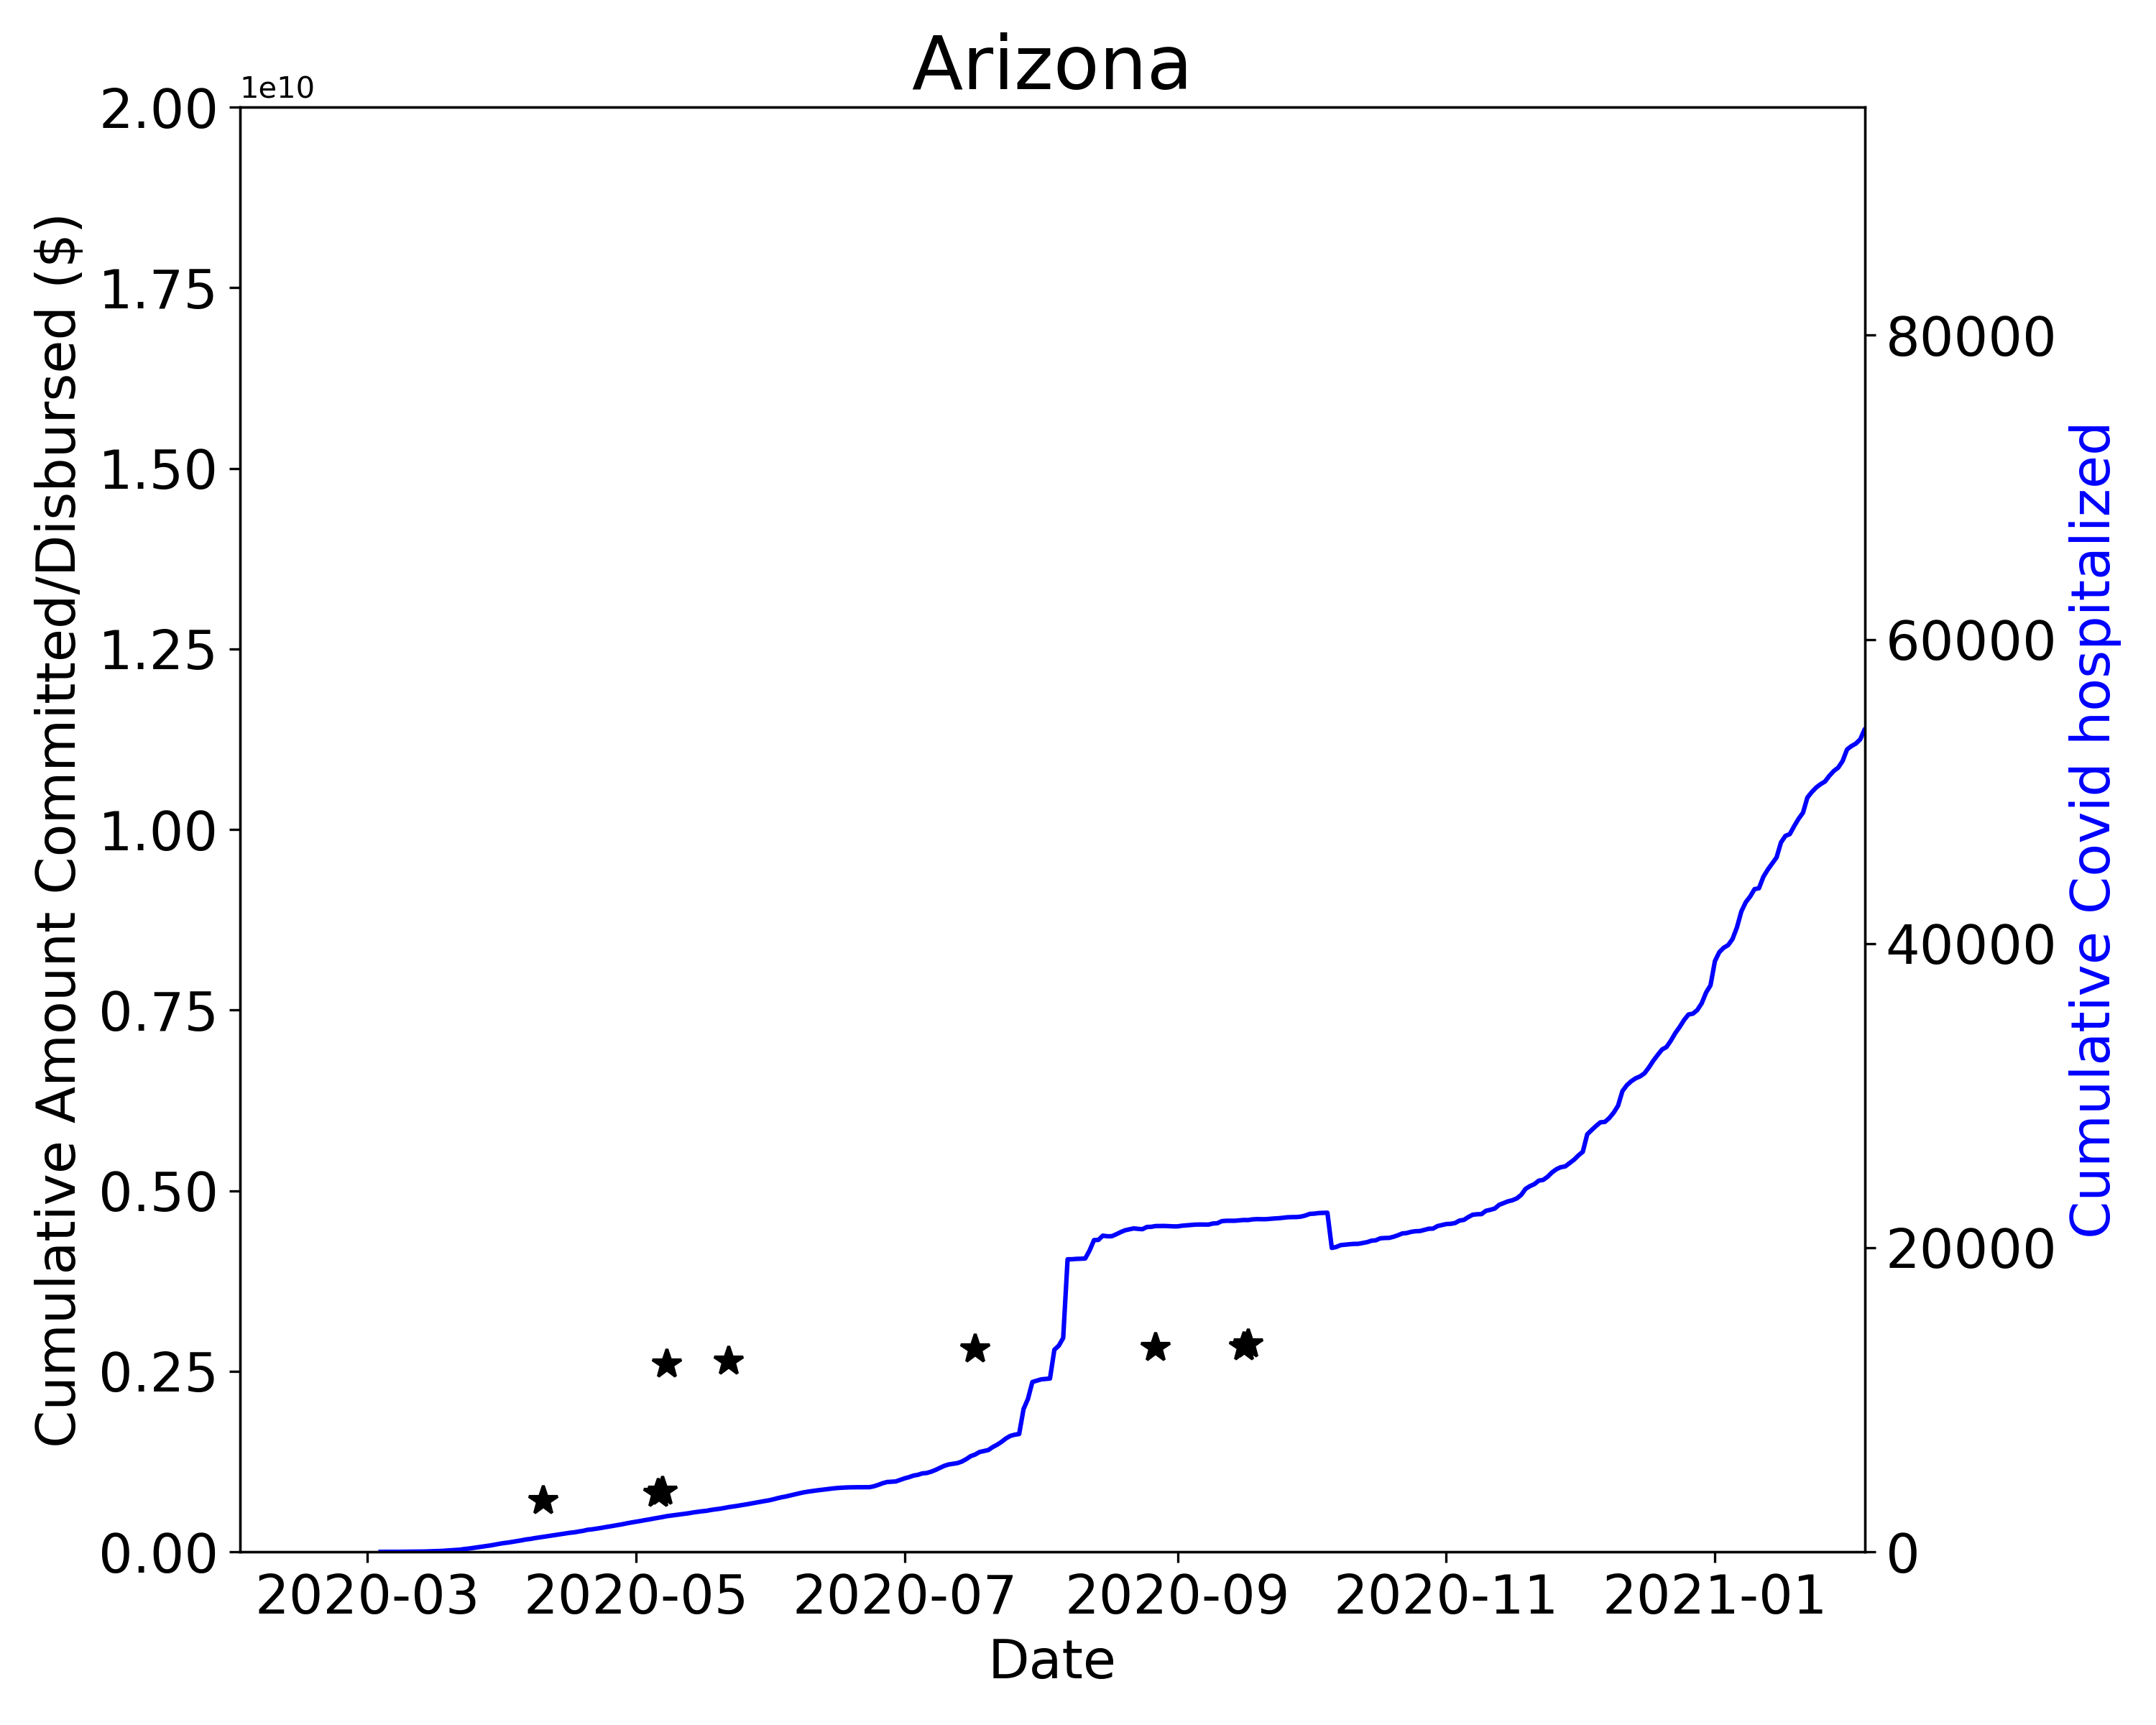 Arizona
1e10
2.00
1.75
1.50
1.25
1.00
0.75
0.50
0.25
0.00
Cumulative Amount Committed/Disbursed ($)
80000
60000
40000
20000
0
Cumulative Covid hospitalized
2020-03 2020-05 2020-07 2020-09 2020-11 2021-01
Date